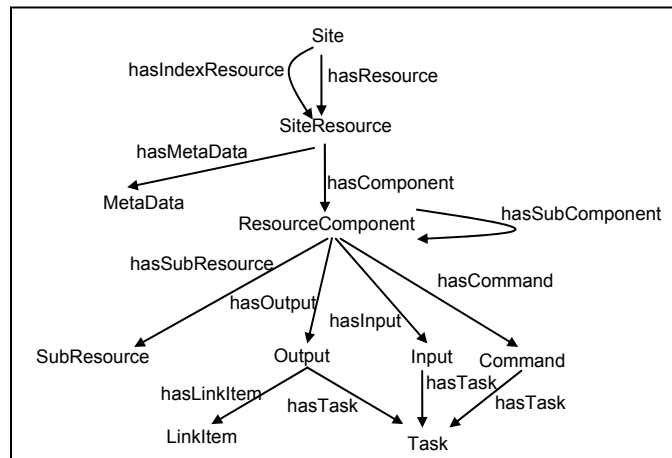 Site
hasIndexResource
hasResource
SiteResource
hasMetaData
hasComponent
MetaData
ResourceComponent
hasSubComponent
hasSubResource
hasOutput
hasInput
hasCommand
SubResource
Output
Input
Command
hasLinkItem
hasTask
hasTask
hasTask
LinkItem
Task